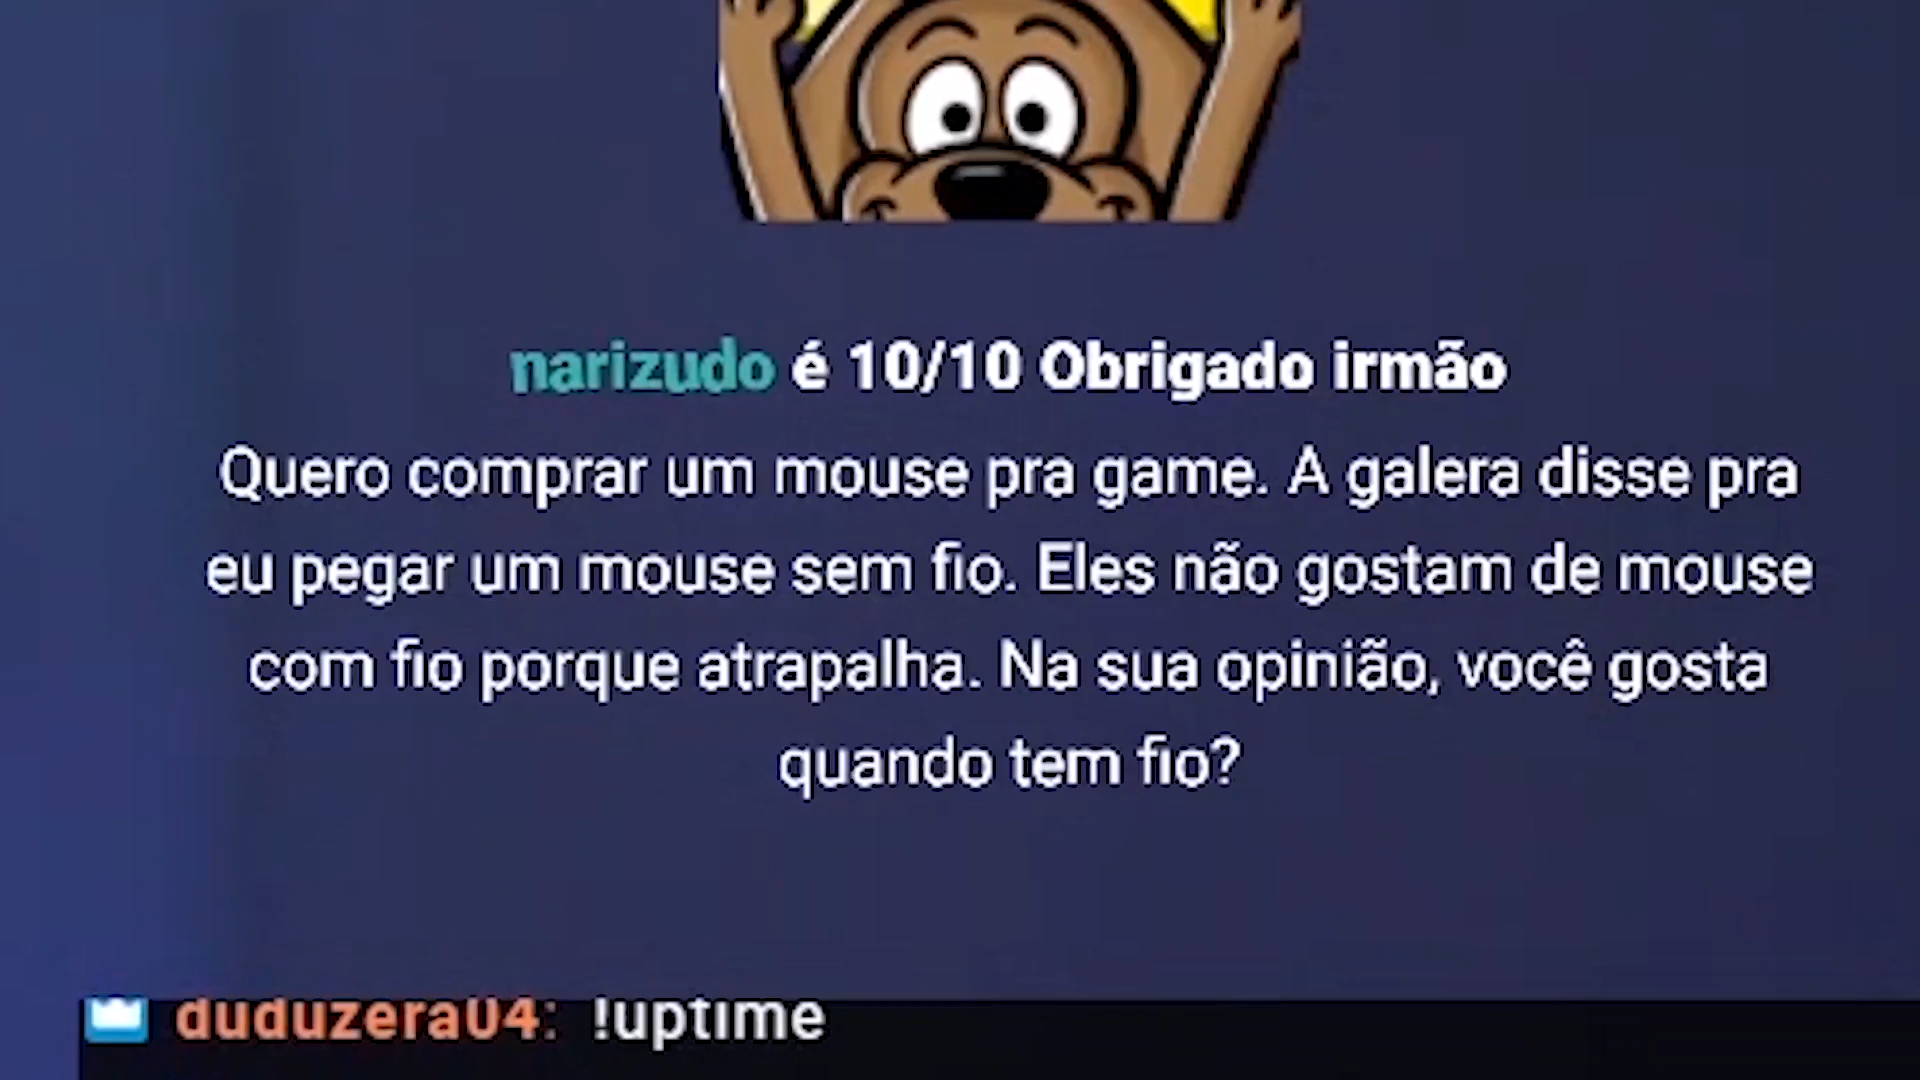 narizudo é 10/10 Obrigado irmão
Quero comprar um mouse pra game. A galera disse pra
eu pegar um mouse sem fio. Eles não gostam de mouse
com fio porque atrapalha. Na sua opinião, você gosta
quando tem fio?
duduzera04: !uptime